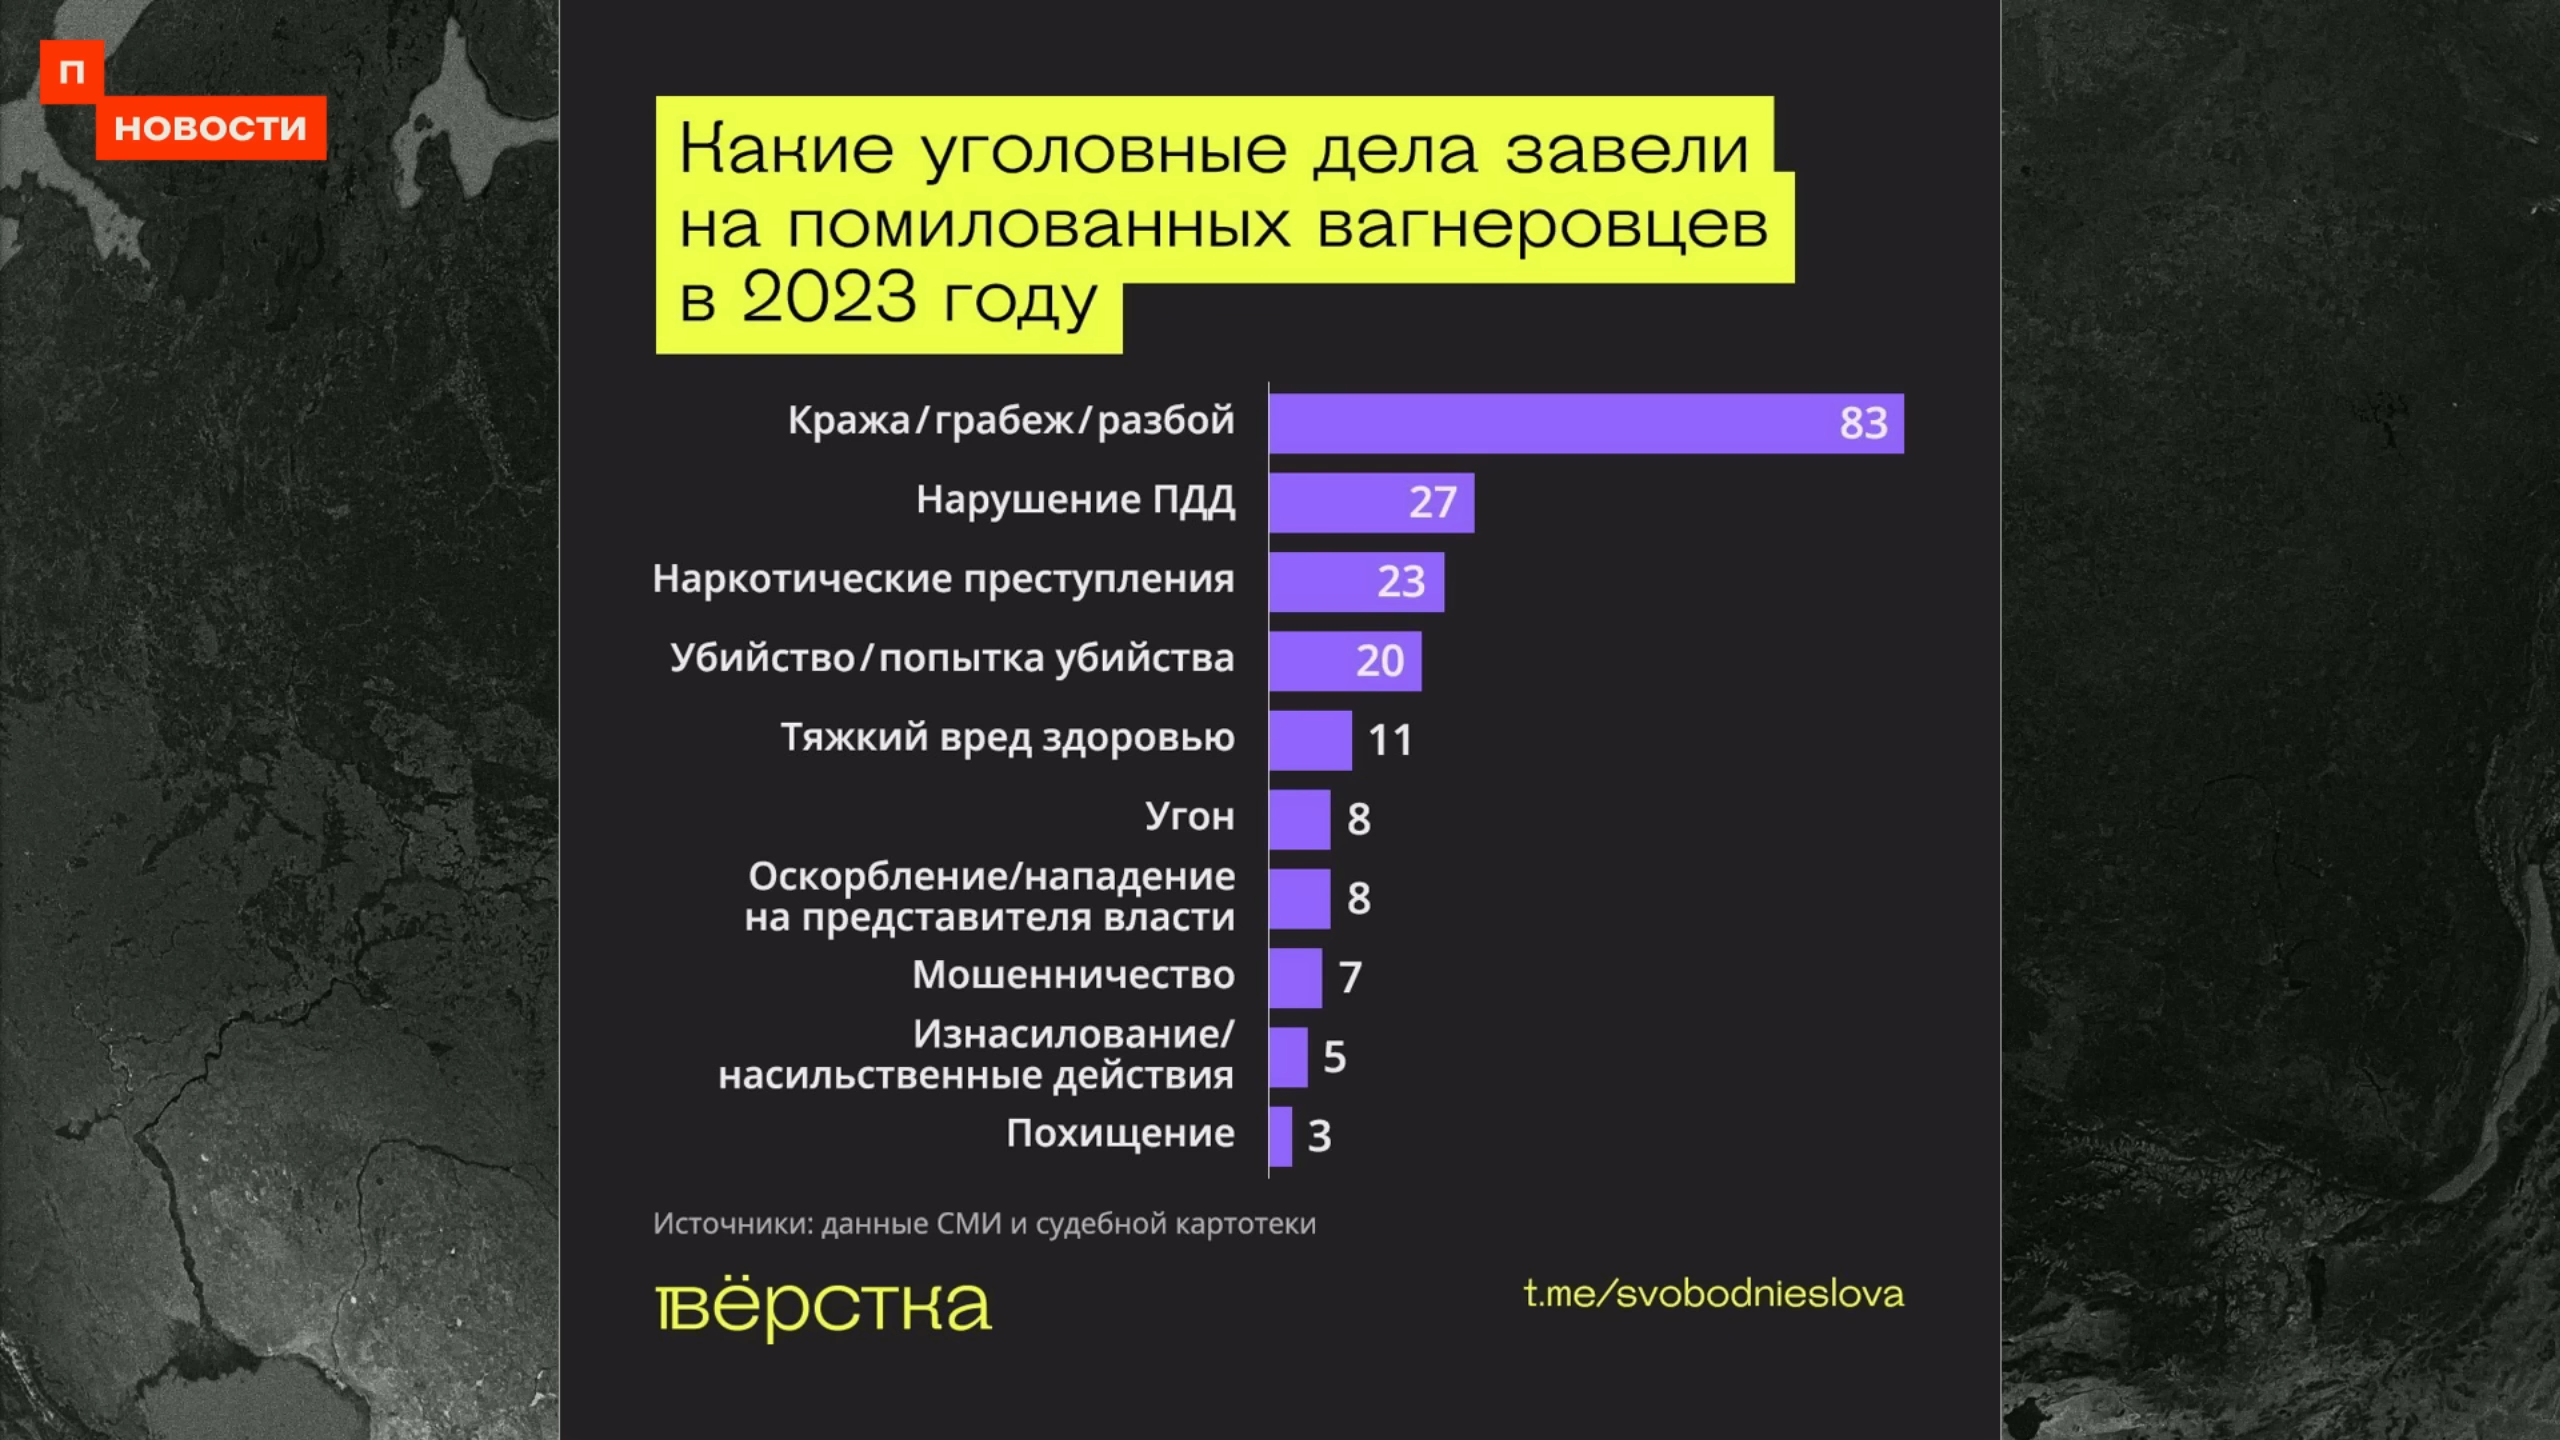 П
НОВОСТИ
Какие уголовные дела завели
на помилованных вагнеровцев
в 2023 году
Кража/грабеж/разбой 83
Нарушение ПДД 27
Наркотические преступления 23
Убийство/попытка убийства 20
Тяжкий вред здоровью 11
Угон 8
Оскорбление/нападение
на представителя власти 8
Мошенничество 7
Изнасилование/
насильственные действия 5
Похищение 3
Источники: данные СМИ и судебной картотеки
вёрстка
t.me/svobodnieslova